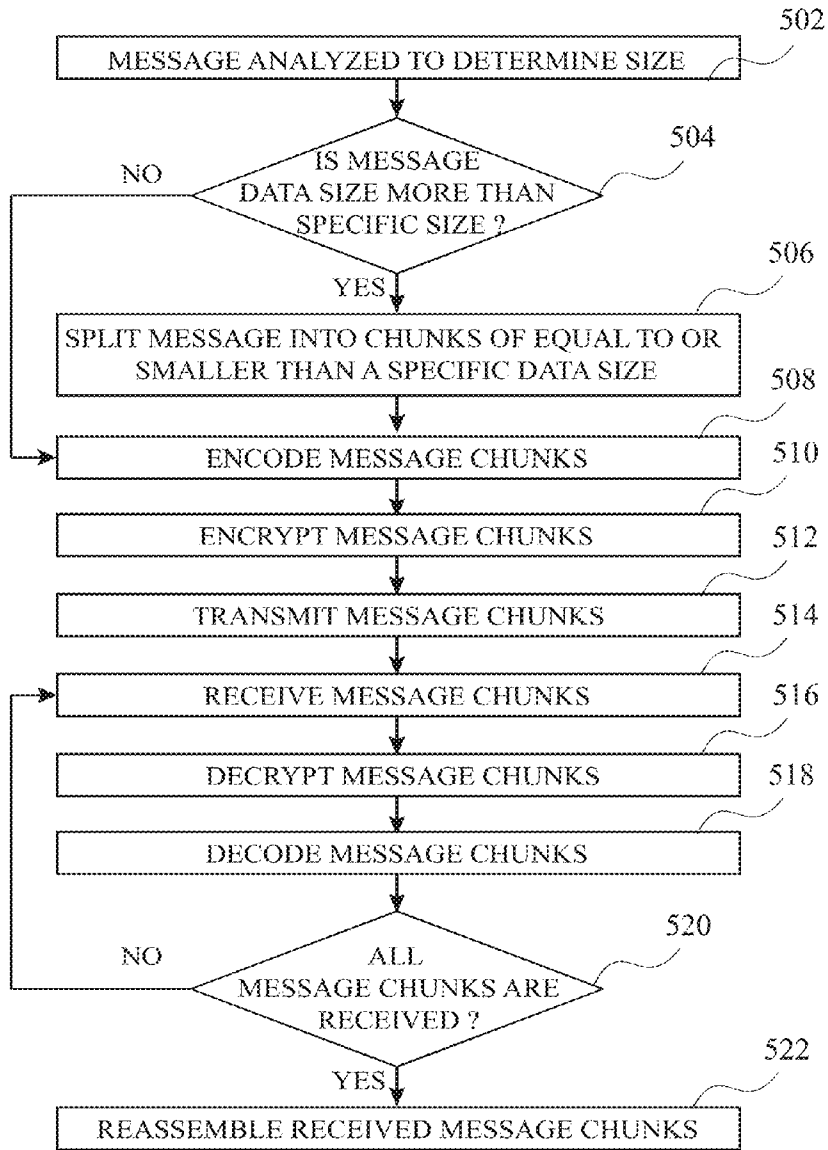 502
MESSAGE ANALYZED TO DETERMINE SIZE
504
IS MESSAGE
DATA SIZE MORE THAN
SPECIFIC SIZE ?
NO
YES
506
SPLIT MESSAGE INTO CHUNKS OF EQUAL TO OR
SMALLER THAN A SPECIFIC DATA SIZE
508
ENCODE MESSAGE CHUNKS
510
ENCRYPT MESSAGE CHUNKS
512
TRANSMIT MESSAGE CHUNKS
514
RECEIVE MESSAGE CHUNKS
516
DECRYPT MESSAGE CHUNKS
518
DECODE MESSAGE CHUNKS
520
ALL
MESSAGE CHUNKS ARE
RECEIVED ?
NO
YES
522
REASSEMBLE RECEIVED MESSAGE CHUNKS